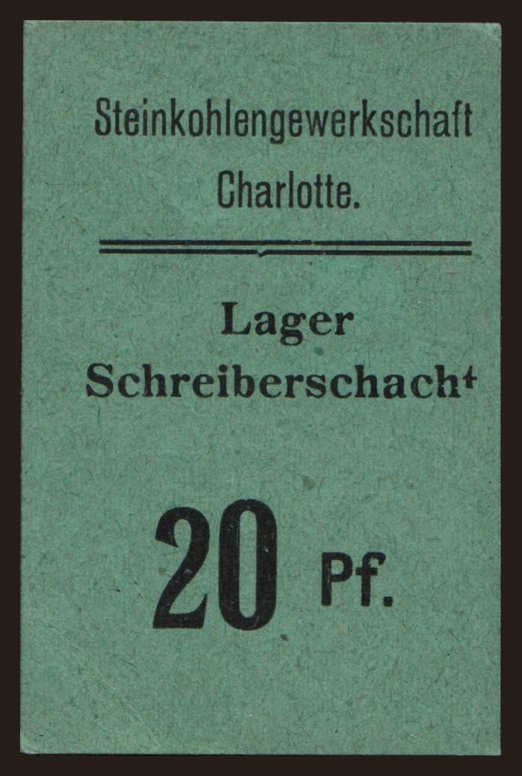 Steinkohlengewerkschaft
Charlotte.
Lager
Schreiberschacht
20 Pf.